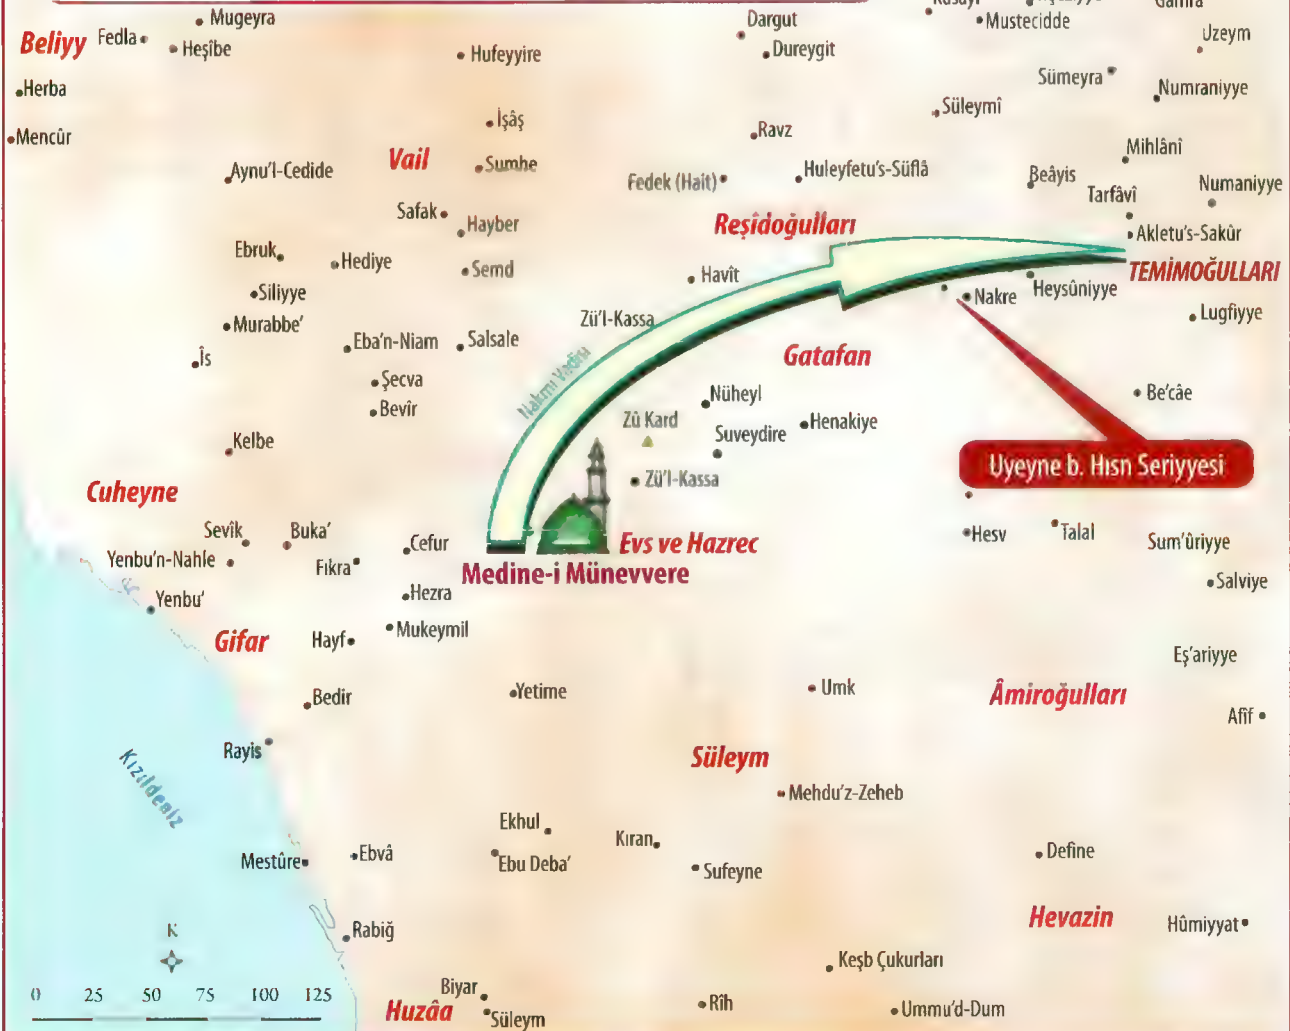 Mugeyra
Dargut
Mustecidde
Beliyy
Fedla
Heşîbe
Hufeyyire
Dureygit
Uzeym
Herba
Sümeyra
Numraniyye
Süleymî
Mencûr
İşâş
Ravz
Mihlânî
Vail
Aynu'l-Cedide
Sumhe
Fedek (Hait)
Huleyfetu's-Süflâ
Beâyis
Tarfâvî
Numaniyye
Safak
Hayber
Reşîdoğulları
Akletu's-Sakûr
Ebruk
Hediye
Semd
Havît
TEMİMOĞULLARI
Siliyye
Nakre
Heysûniyye
Murabbe'
Zü'l-Kassa
Lugfiyye
Îs
Eba'n-Niam
Salsale
Gatafan
Şecva
Nakmı Vadisi
Bevîr
Nüheyl
Be'câe
Zû Kard
Henakiye
Kelbe
Suveydire
Uyeyne b. Hısn Seriyyesi
Cuheyne
Zü'l-Kassa
Sevîk
Buka'
Cefur
Evs ve Hazrec
Hesv
Talal
Sum'ûriyye
Yenbu'n-Nahle
Fıkra
Medine-i Münevvere
Salviye
Yenbu'
Hezra
Gifar
Hayf
Mukeymil
Eş'ariyye
Bedir
Yetime
Umk
Âmiroğulları
Afîf
Rayis
Kızıldeniz
Süleym
Mehdu'z-Zeheb
Ekhul
Kıran
Mestûre
Ebvâ
Ebu Deba'
Sufeyne
Define
Rabiğ
Hevazin
Hûmiyyat
K
Keşb Çukurları
0 25 50 75 100 125
Biyar
Huzâa
Süleym
Rîh
Ummu'd-Dum